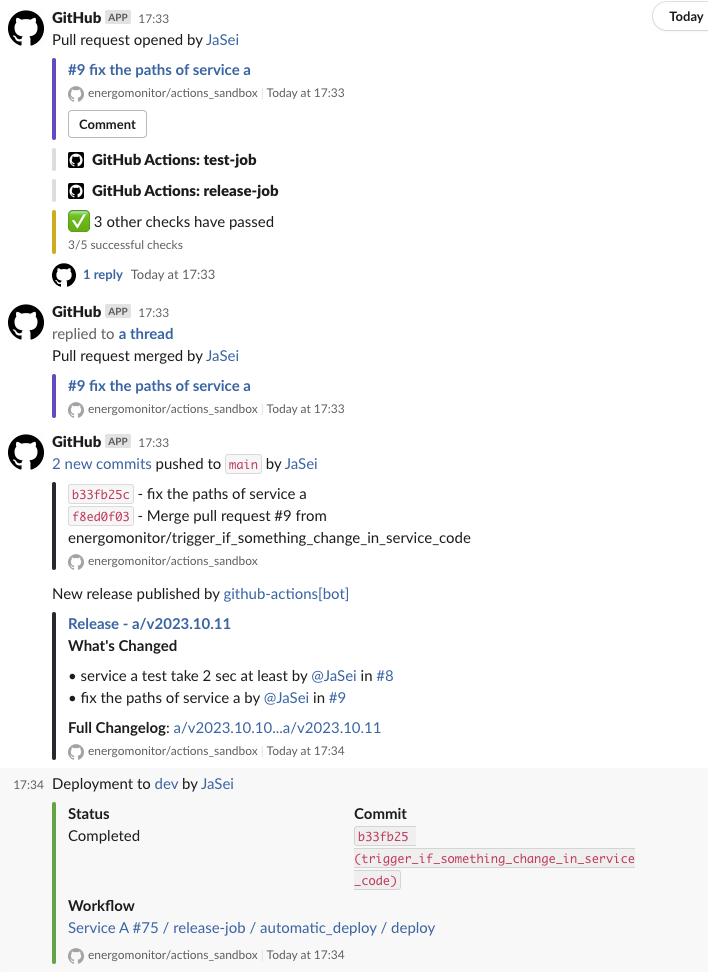 Today
GitHub APP 17:33
Pull request opened by JaSei
#9 fix the paths of service a
energomonitor/actions_sandbox | Today at 17:33
Comment
GitHub Actions: test-job
GitHub Actions: release-job
✅ 3 other checks have passed
3/5 successful checks
1 reply Today at 17:33
GitHub APP 17:33
replied to a thread
Pull request merged by JaSei
#9 fix the paths of service a
energomonitor/actions_sandbox | Today at 17:33
GitHub APP 17:33
2 new commits pushed to main by JaSei
b33fb25c - fix the paths of service a
f8ed0f03 - Merge pull request #9 from
energomonitor/trigger_if_something_change_in_service_code
energomonitor/actions_sandbox
New release published by github-actions[bot]
Release - a/v2023.10.11
What's Changed
• service a test take 2 sec at least by @JaSei in #8
• fix the paths of service a by @JaSei in #9
Full Changelog: a/v2023.10.10...a/v2023.10.11
energomonitor/actions_sandbox | Today at 17:34
17:34 Deployment to dev by JaSei
Status Commit
Completed b33fb25
(trigger_if_something_change_in_service
_code)
Workflow
Service A #75 / release-job / automatic_deploy / deploy
energomonitor/actions_sandbox | Today at 17:34